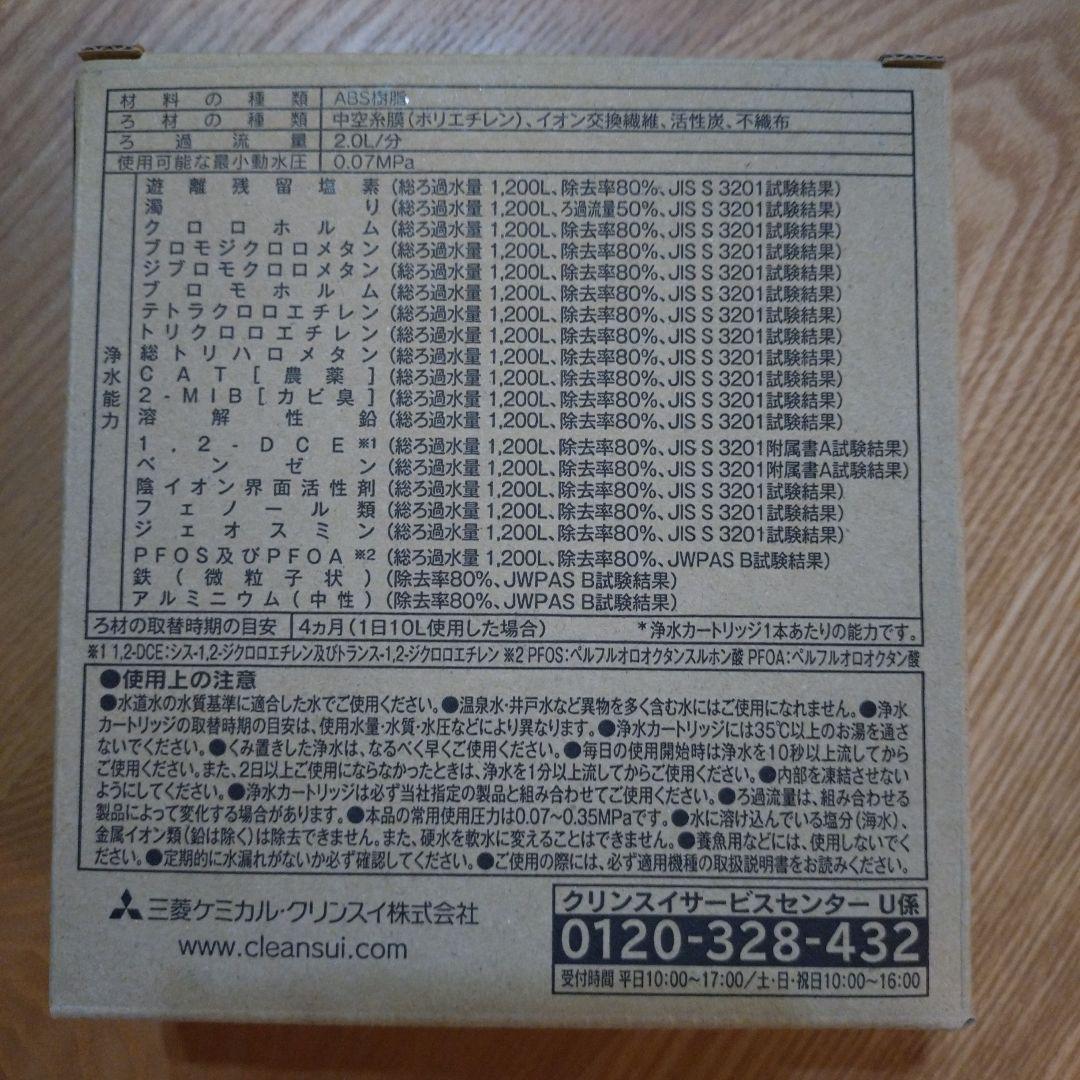 材料の種類 ABS樹脂
ろ材の種類 中空糸膜(ポリエチレン)、イオン交換繊維、活性炭、不織布
ろ過流量 2.0L/分
使用可能な最小動水圧 0.07MPa
浄水能力
遊離残留塩素 (総ろ過水量 1,200L、除去率80%、JIS S 3201試験結果)
濁り (総ろ過水量 1,200L、ろ過流量50%、JIS S 3201試験結果)
クロロホルム (総ろ過水量 1,200L、除去率80%、JIS S 3201試験結果)
ブロモジクロロメタン (総ろ過水量 1,200L、除去率80%、JIS S 3201試験結果)
ジブロモクロロメタン (総ろ過水量 1,200L、除去率80%、JIS S 3201試験結果)
ブロモホルム (総ろ過水量 1,200L、除去率80%、JIS S 3201試験結果)
テトラクロロエチレン (総ろ過水量 1,200L、除去率80%、JIS S 3201試験結果)
トリクロロエチレン (総ろ過水量 1,200L、除去率80%、JIS S 3201試験結果)
総トリハロメタン (総ろ過水量 1,200L、除去率80%、JIS S 3201試験結果)
CAT[農薬] (総ろ過水量 1,200L、除去率80%、JIS S 3201試験結果)
2-MIB[カビ臭] (総ろ過水量 1,200L、除去率80%、JIS S 3201試験結果)
溶解性鉛 (総ろ過水量 1,200L、除去率80%、JIS S 3201試験結果)
1,2-DCE※1 (総ろ過水量 1,200L、除去率80%、JIS S 3201附属書A試験結果)
ベンゼン (総ろ過水量 1,200L、除去率80%、JIS S 3201附属書A試験結果)
陰イオン界面活性剤 (総ろ過水量 1,200L、除去率80%、JIS S 3201試験結果)
フェノール類 (総ろ過水量 1,200L、除去率80%、JIS S 3201試験結果)
ジェオスミン (総ろ過水量 1,200L、除去率80%、JIS S 3201試験結果)
PFOS及びPFOA※2 (総ろ過水量 1,200L、除去率80%、JWPAS B試験結果)
鉄(微粒子状) (除去率80%、JWPAS B試験結果)
アルミニウム(中性) (除去率80%、JWPAS B試験結果)
ろ材の取替時期の目安 4ヵ月(1日10L使用した場合) *浄水カートリッジ1本あたりの能力です。
※1 1,2-DCE:シス-1,2-ジクロロエチレン及びトランス-1,2-ジクロロエチレン ※2 PFOS:ペルフルオロオクタンスルホン酸 PFOA:ペルフルオロオクタン酸
●使用上の注意
●水道水の水質基準に適合した水でご使用ください。●温泉水・井戸水など異物を多く含む水にはご使用になれません。●浄水
カートリッジの取替時期の目安は、使用水量・水質・水圧などにより異なります。●浄水カートリッジには35℃以上のお湯を通さ
ないでください。●くみ置きした浄水は、なるべく早くご使用ください。●毎日の使用開始時は浄水を10秒以上流してから
ご使用ください。また、2日以上ご使用にならなかったときは、浄水を1分以上流してからご使用ください。●内部を凍結させない
ようにしてください。●浄水カートリッジは必ず当社指定の製品と組み合わせてご使用ください。●ろ過流量は、組み合わせる
製品によって変化する場合があります。●本品の常用使用圧力は0.07~0.35MPaです。●水に溶け込んでいる塩分(海水)、
金属イオン類(鉛は除く)は除去できません。また、硬水を軟水に変えることはできません。●養魚用などには、使用しないでく
ださい。●定期的に水漏れがないか必ず確認してください。●ご使用の際には、必ず適用機種の取扱説明書をお読みください。
三菱ケミカル・クリンスイ株式会社
www.cleansui.com
クリンスイサービスセンター U係
0120-328-432
受付時間 平日10:00~17:00/土・日・祝日10:00~16:00